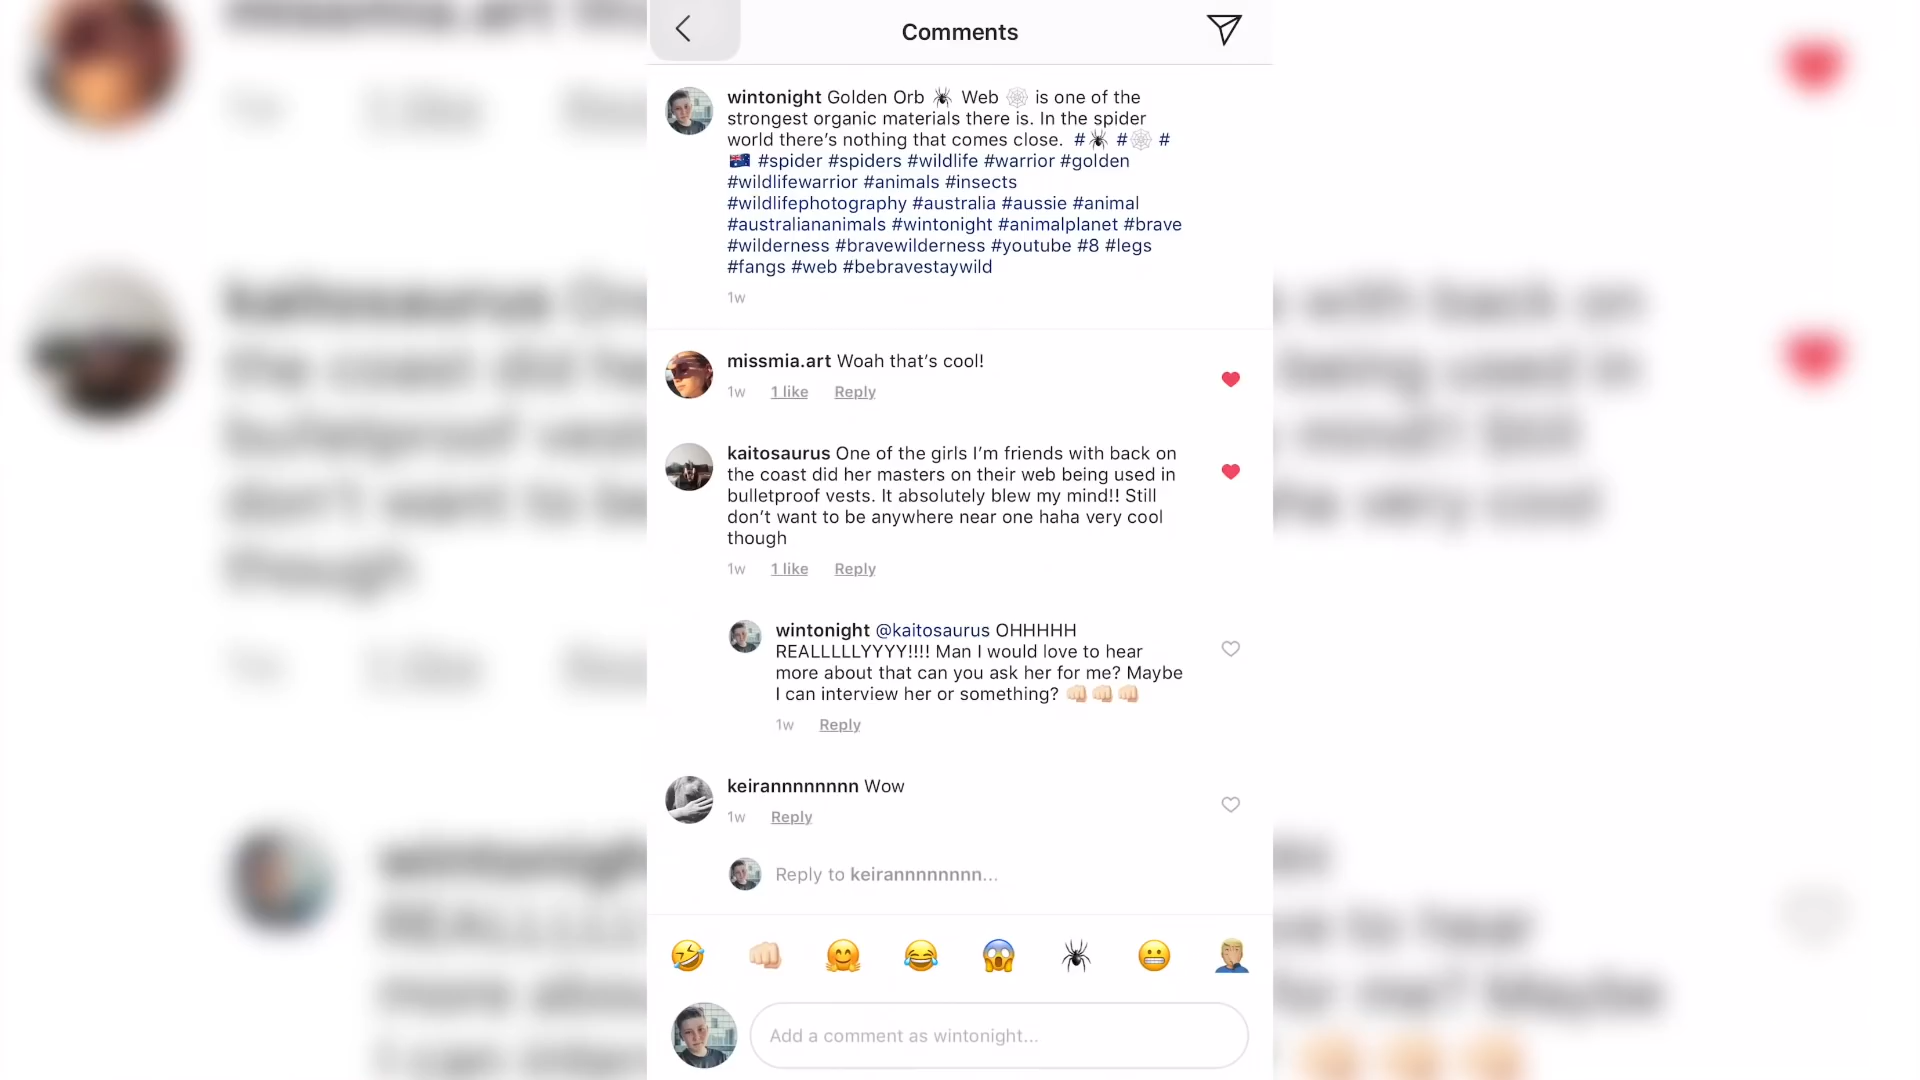 Comments
wintonight Golden Orb 🕷 Web 🕸 is one of the
strongest organic materials there is. In the spider
world there's nothing that comes close. #🕷 #🕸 #
🇦🇺 #spider #spiders #wildlife #warrior #golden
#wildlifewarrior #animals #insects
#wildlifephotography #australia #aussie #animal
#australiananimals #wintonight #animalplanet #brave
#wilderness #bravewilderness #youtube #8 #legs
#fangs #web #bebravestaywild
1w
missmia.art Woah that's cool!
1w 1 like Reply
kaitosaurus One of the girls I'm friends with back on
the coast did her masters on their web being used in
bulletproof vests. It absolutely blew my mind!! Still
don't want to be anywhere near one haha very cool
though
1w 1 like Reply
wintonight @kaitosaurus OHHHHH
REALLLLLYYYY!!!! Man I would love to hear
more about that can you ask her for me? Maybe
I can interview her or something? 👊🏻👊🏻👊🏻
1w Reply
keirannnnnnnn Wow
1w Reply
Reply to keirannnnnnnn...
Add a comment as wintonight...